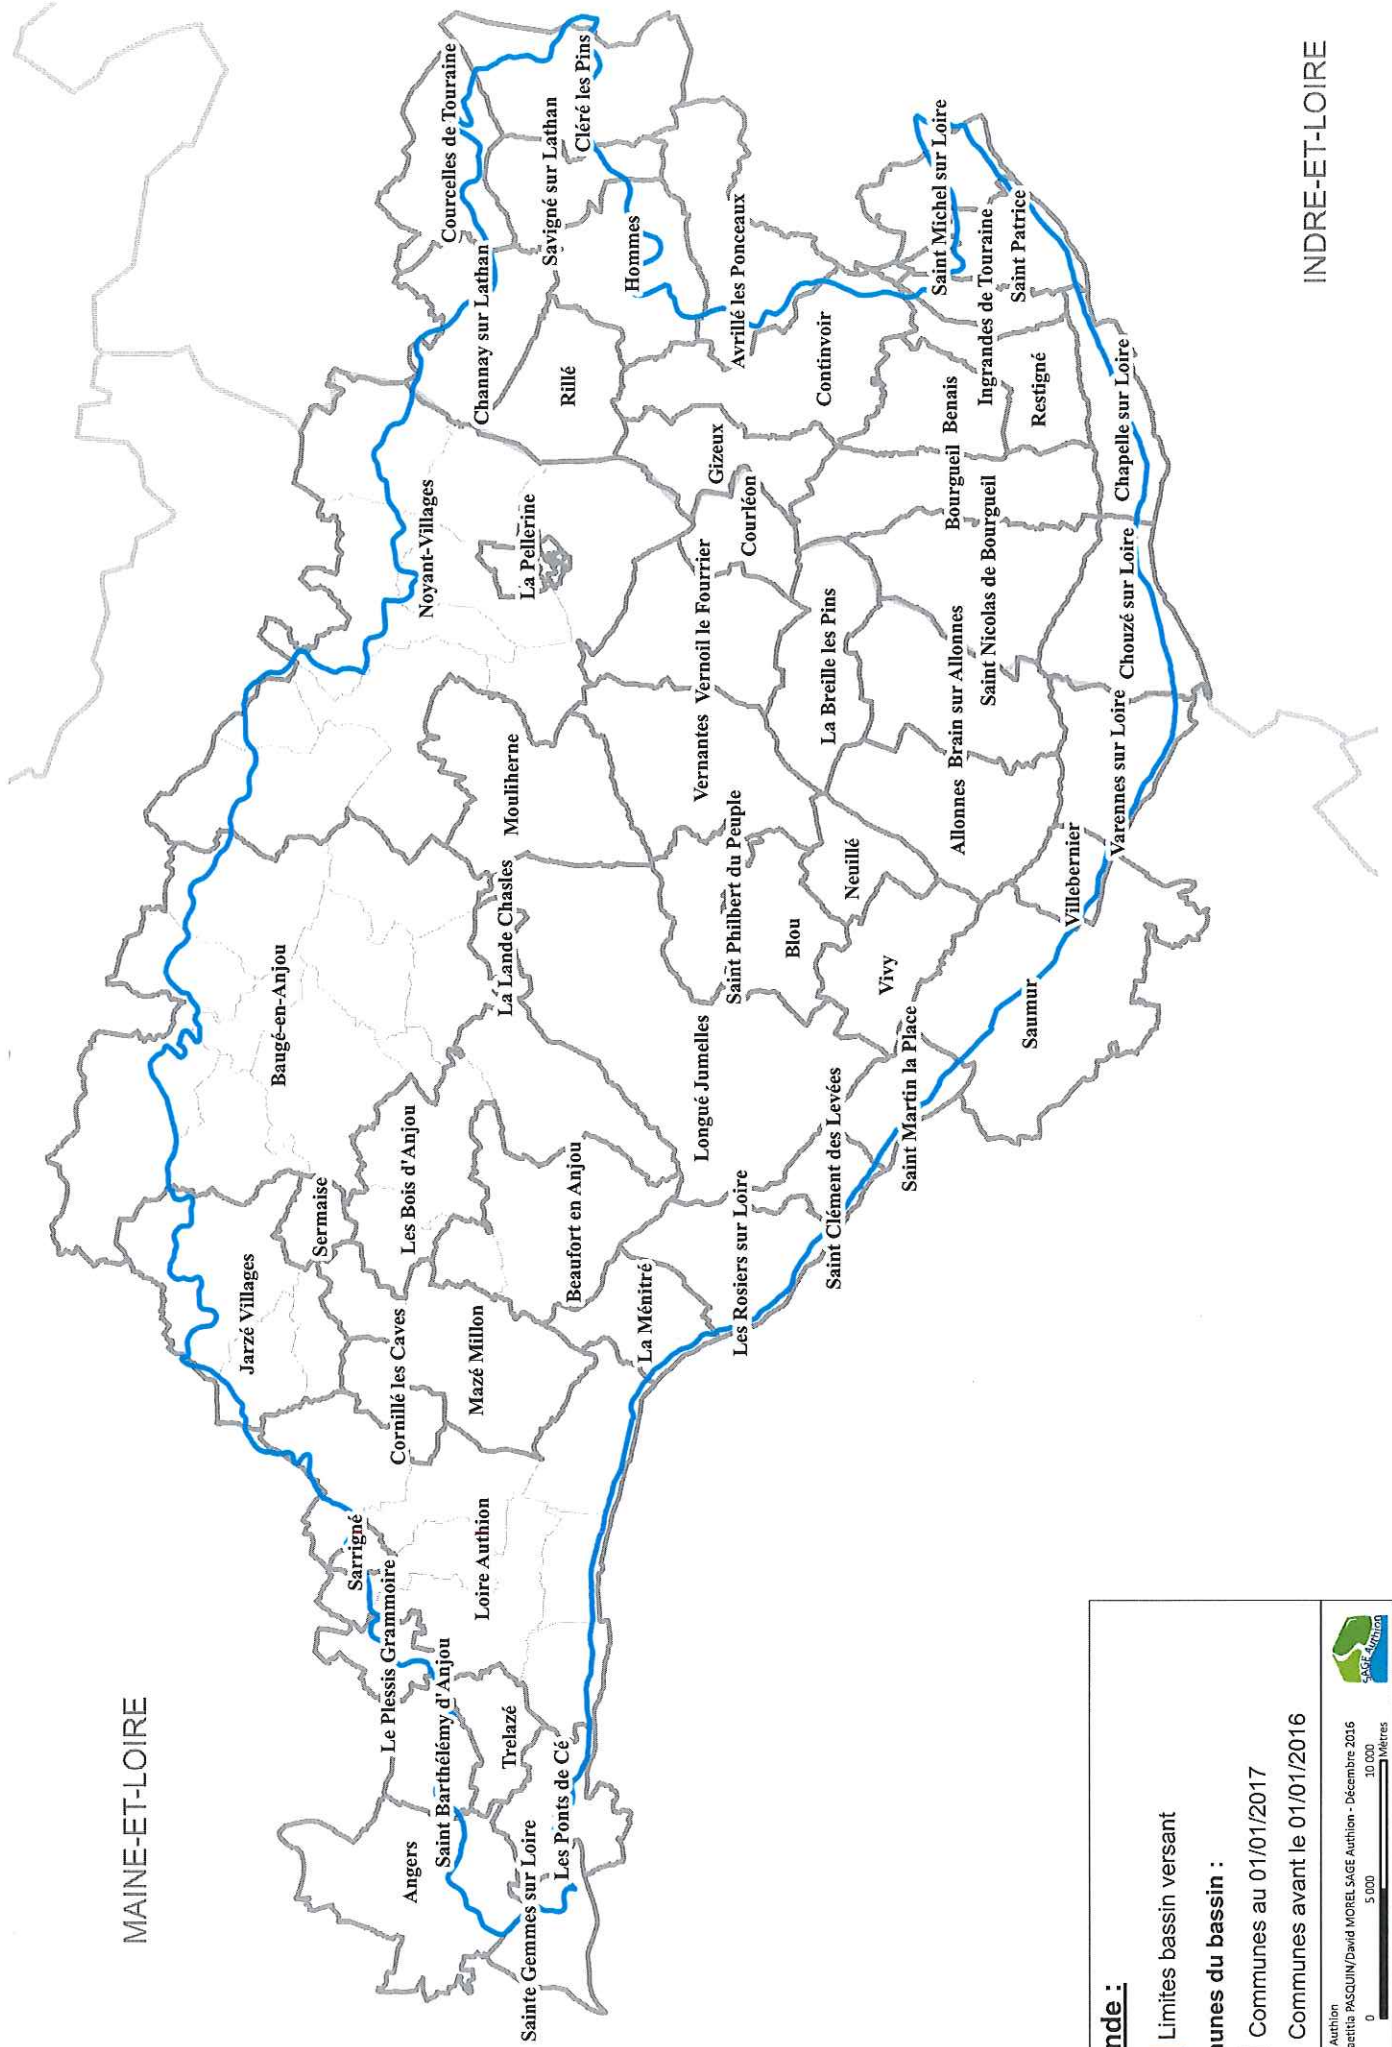 MAINE-ET-LOIRE
INDRE-ET-LOIRE
Courcelles de Touraine
Cléré les Pins
Savigné sur Lathan
Channay sur Lathan
Hommes
Rillé
Avrillé les Ponceaux
Continvoir
Gizeux
Saint Michel sur Loire
Saint Patrice
Ingrandes de Touraine
Restigné
Benais
Bourgueil
Saint Nicolas de Bourgueil
Chapelle sur Loire
Chouzé sur Loire
Noyant-Villages
La Pellerine
Courléon
Vernoil le Fourrier
Vernantes
La Breille les Pins
Brain sur Allonnes
Allonnes
Varennes sur Loire
Villebernier
Mouliherne
La Lande Chasles
Saint Philbert du Peuple
Blou
Neuillé
Vivy
Saumur
Saint Martin la Place
Baugé-en-Anjou
Longué Jumelles
Saint Clément des Levées
Les Rosiers sur Loire
Les Bois d'Anjou
Sermaise
Beaufort en Anjou
La Ménitré
Jarzé Villages
Cornillé les Caves
Mazé Millon
Sarrigné
Loire Authion
Le Plessis Grammoire
Saint Barthélémy d'Anjou
Trelazé
Les Ponts de Cé
Angers
Sainte Gemmes sur Loire
nde :
Limites bassin versant
unes du bassin :
Communes au 01/01/2017
Communes avant le 01/01/2016
Authion
aetitia PASQUIN/David MOREL SAGE Authion - Décembre 2016
0 5 000 10 000
Mètres
SAGE Authion